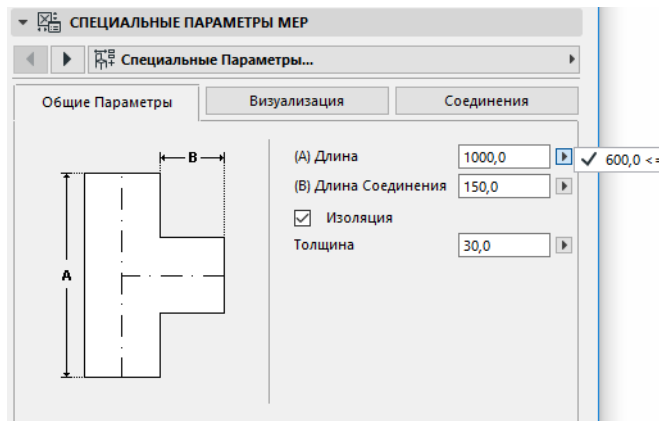 СПЕЦИАЛЬНЫЕ ПАРАМЕТРЫ MEP
Специальные Параметры...
Общие Параметры Визуализация Соединения
B
A
(A) Длина 1000,0 600,0 <=
(B) Длина Соединения 150,0
Изоляция
Толщина 30,0